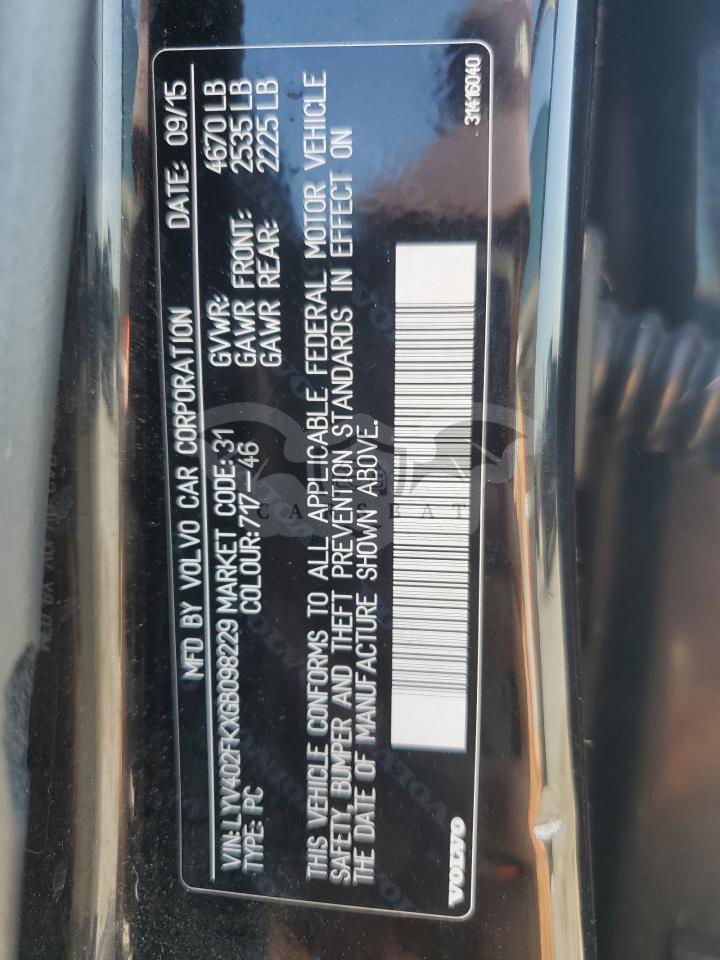 MFD BY VOLVO CAR CORPORATION DATE: 09/15
VIN: LYV402FKXGB098229 MARKET CODE: 31 GVWR: 4670 LB
TYPE: PC COLOUR: 717-46 GAWR FRONT: 2535 LB
GAWR REAR: 2225 LB
THIS VEHICLE CONFORMS TO ALL APPLICABLE FEDERAL MOTOR VEHICLE
SAFETY, BUMPER AND THEFT PREVENTION STANDARDS IN EFFECT ON
THE DATE OF MANUFACTURE SHOWN ABOVE.
VOLVO 31416040